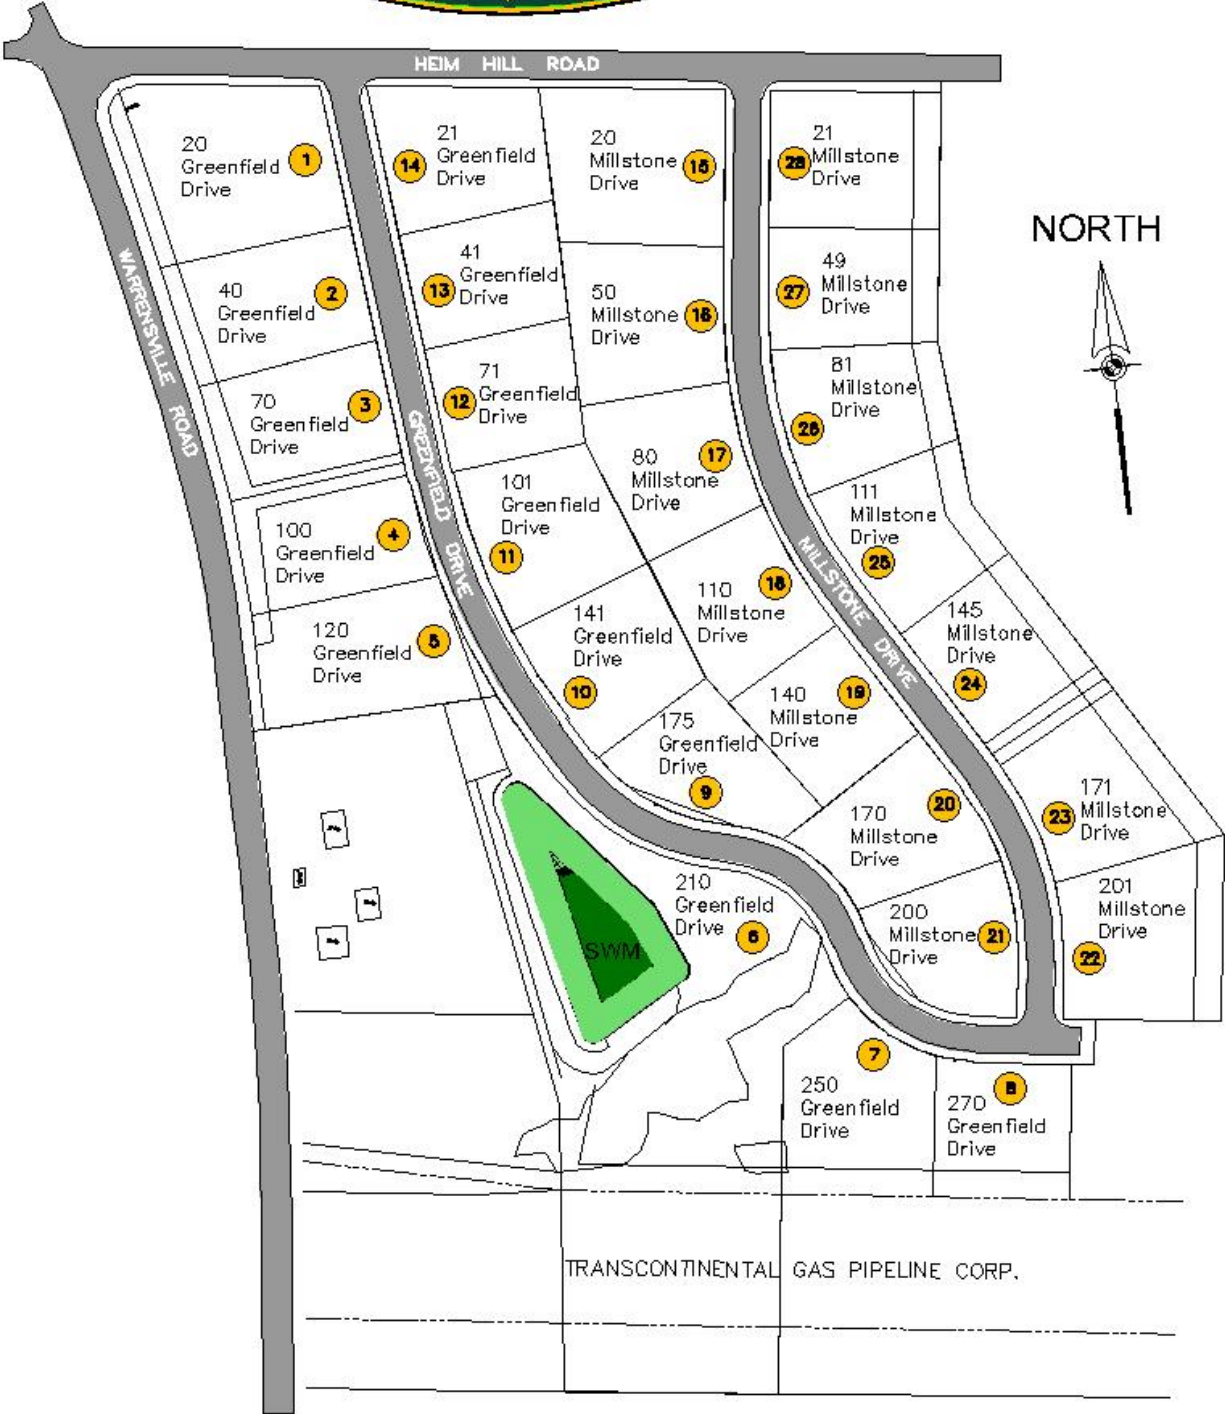 HEIM HILL ROAD
20
Greenfield
Drive
1
21
Greenfield
Drive
14
20
Millstone
Drive
15
21
Millstone
Drive
28
NORTH
WARRENSVILLE ROAD
40
Greenfield
Drive
2
41
Greenfield
Drive
13
50
Millstone
Drive
16
49
Millstone
Drive
27
70
Greenfield
Drive
3
GREENFIELD DRIVE
71
Greenfield
Drive
12
80
Millstone
Drive
17
81
Millstone
Drive
26
100
Greenfield
Drive
4
101
Greenfield
Drive
11
110
Millstone
Drive
18
MILLSTONE DRIVE
111
Millstone
Drive
25
120
Greenfield
Drive
5
141
Greenfield
Drive
10
140
Millstone
Drive
19
145
Millstone
Drive
24
175
Greenfield
Drive
9
170
Millstone
Drive
20
171
Millstone
Drive
23
SWM
210
Greenfield
Drive
6
200
Millstone
Drive
21
201
Millstone
Drive
22
250
Greenfield
Drive
7
270
Greenfield
Drive
8
TRANSCONTINENTAL GAS PIPELINE CORP.